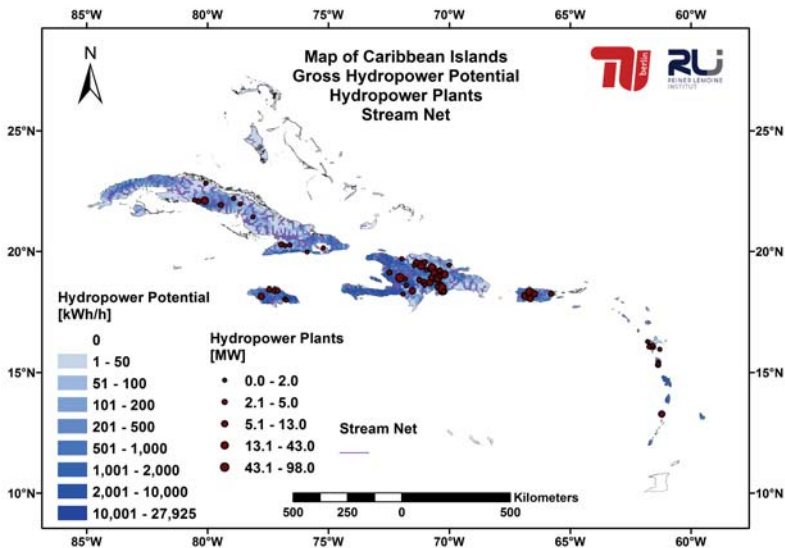 85°W 80°W 75°W 70°W 65°W 60°W
N
Map of Caribbean Islands
Gross Hydropower Potential
Hydropower Plants
Stream Net
berlin
RLI
REINER LEMOINE
INSTITUT
25°N 25°N
20°N 20°N
15°N 15°N
10°N 10°N
Hydropower Potential
[kWh/h]
0
1 - 50
51 - 100
101 - 200
201 - 500
501 - 1,000
1,001 - 2,000
2,001 - 10,000
10,001 - 27,925
Hydropower Plants
[MW]
0.0 - 2.0
2.1 - 5.0
5.1 - 13.0
13.1 - 43.0
43.1 - 98.0
Stream Net
Kilometers
500 250 0 500
85°W 80°W 75°W 70°W 65°W 60°W